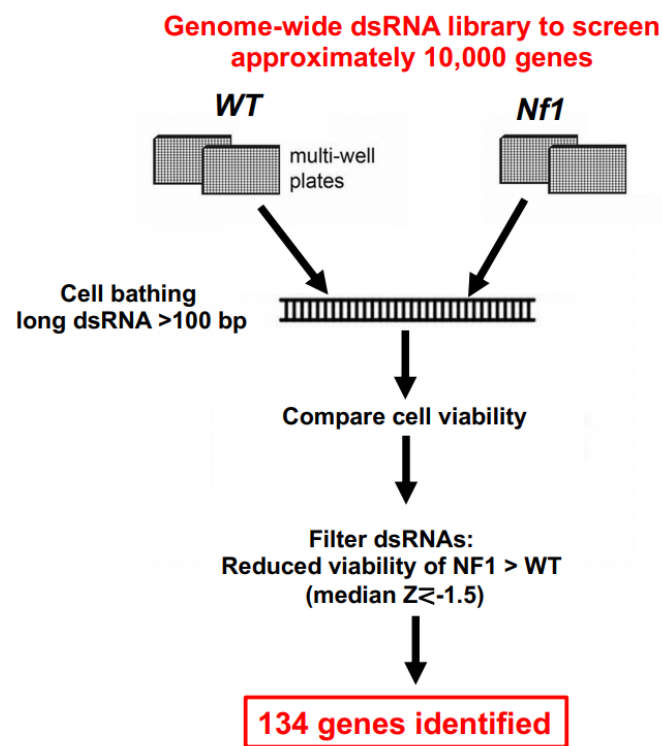 Genome-wide dsRNA library to screen
approximately 10,000 genes
WT
Nf1
multi-well
plates
Cell bathing
long dsRNA >100 bp
Compare cell viability
Filter dsRNAs:
Reduced viability of NF1 > WT
(median Z⋜-1.5)
134 genes identified